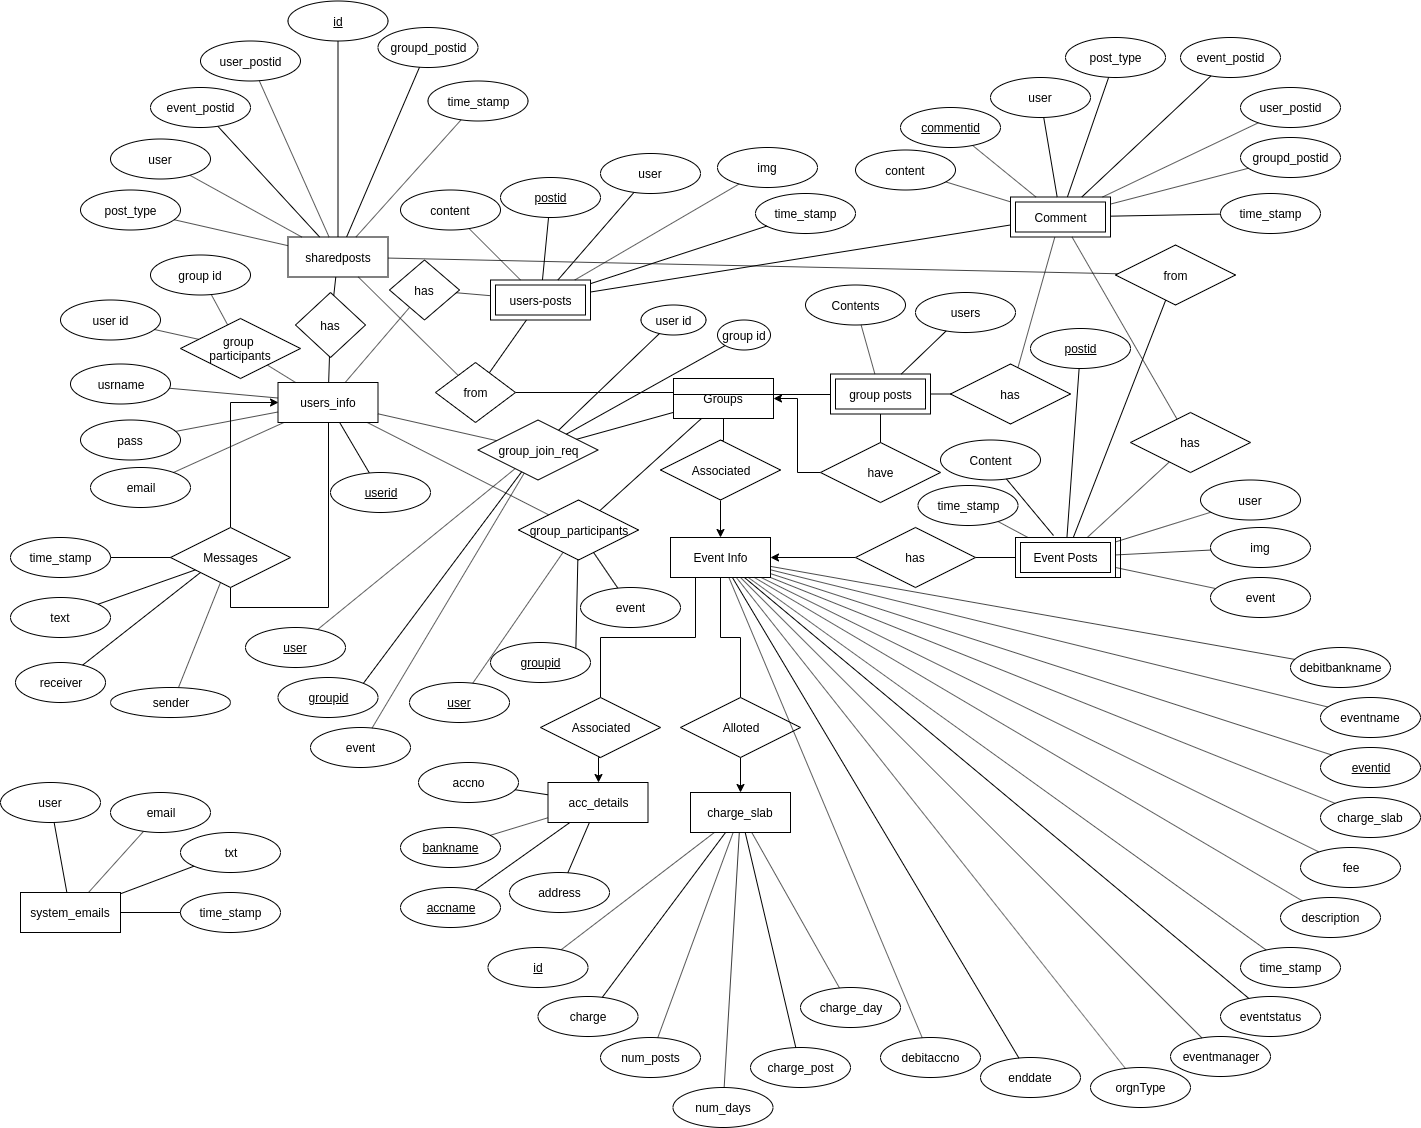 id
groupd_postid
user_postid
time_stamp
event_postid
user
post_type
sharedposts
post_type
event_postid
user
user_postid
commentid
groupd_postid
content
time_stamp
Comment
user
img
postid
content
time_stamp
users-posts
has
from
group id
user id
group
participants
has
usrname
users_info
pass
email
userid
from
user id
group id
Groups
Contents
users
group posts
postid
has
has
have
Associated
group_join_req
group_participants
Content
time_stamp
Event Info
has
Event Posts
user
img
event
time_stamp
Messages
text
receiver
sender
user
groupid
event
user
groupid
event
debitbankname
eventname
eventid
charge_slab
fee
description
time_stamp
eventstatus
eventmanager
orgnType
enddate
debitaccno
Associated
Alloted
accno
acc_details
bankname
accname
address
charge_slab
id
charge
num_posts
num_days
charge_post
charge_day
user
email
txt
system_emails
time_stamp